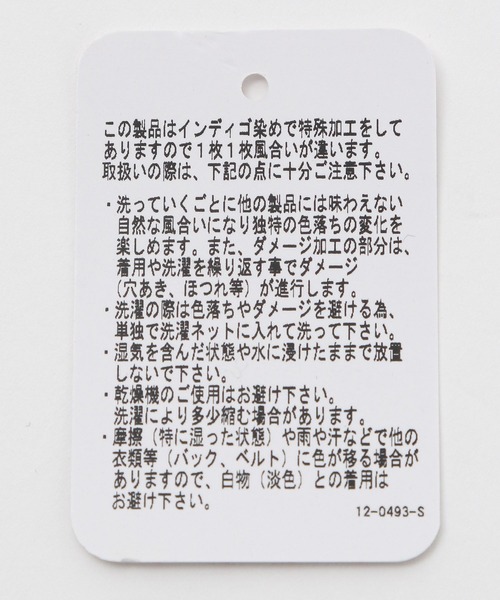 この製品はインディゴ染めで特殊加工をして
ありますので1枚1枚風合いが違います。
取扱いの際は、下記の点に十分ご注意下さい。
・洗っていくごとに他の製品には味わえない
自然な風合いになり独特の色落ちの変化を
楽しめます。また、ダメージ加工の部分は、
着用や洗濯を繰り返す事でダメージ
(穴あき、ほつれ等)が進行します。
・洗濯の際は色落ちやダメージを避ける為、
単独で洗濯ネットに入れて洗って下さい。
・湿気を含んだ状態や水に浸けたままで放置
しないで下さい。
・乾燥機のご使用はお避け下さい。
洗濯により多少縮む場合があります。
・摩擦(特に湿った状態)や雨や汗などで他の
衣類等(バック、ベルト)に色が移る場合が
ありますので、白物(淡色)との着用は
お避け下さい。
12-0493-S